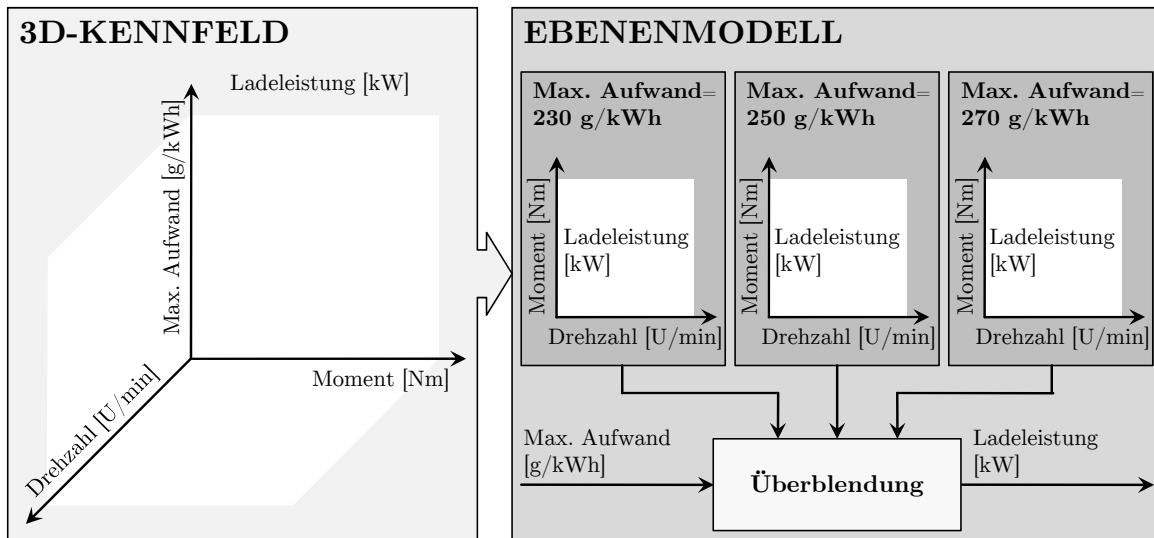 3D-KENNFELD
Ladeleistung [kW]
Max. Aufwand [g/kWh]
Moment [Nm]
Drehzahl [U/min]
EBENENMODELL
Max. Aufwand=
230 g/kWh
Moment [Nm]
Ladeleistung
[kW]
Drehzahl [U/min]
Max. Aufwand=
250 g/kWh
Moment [Nm]
Ladeleistung
[kW]
Drehzahl [U/min]
Max. Aufwand=
270 g/kWh
Moment [Nm]
Ladeleistung
[kW]
Drehzahl [U/min]
Max. Aufwand
[g/kWh]
Überblendung
Ladeleistung
[kW]